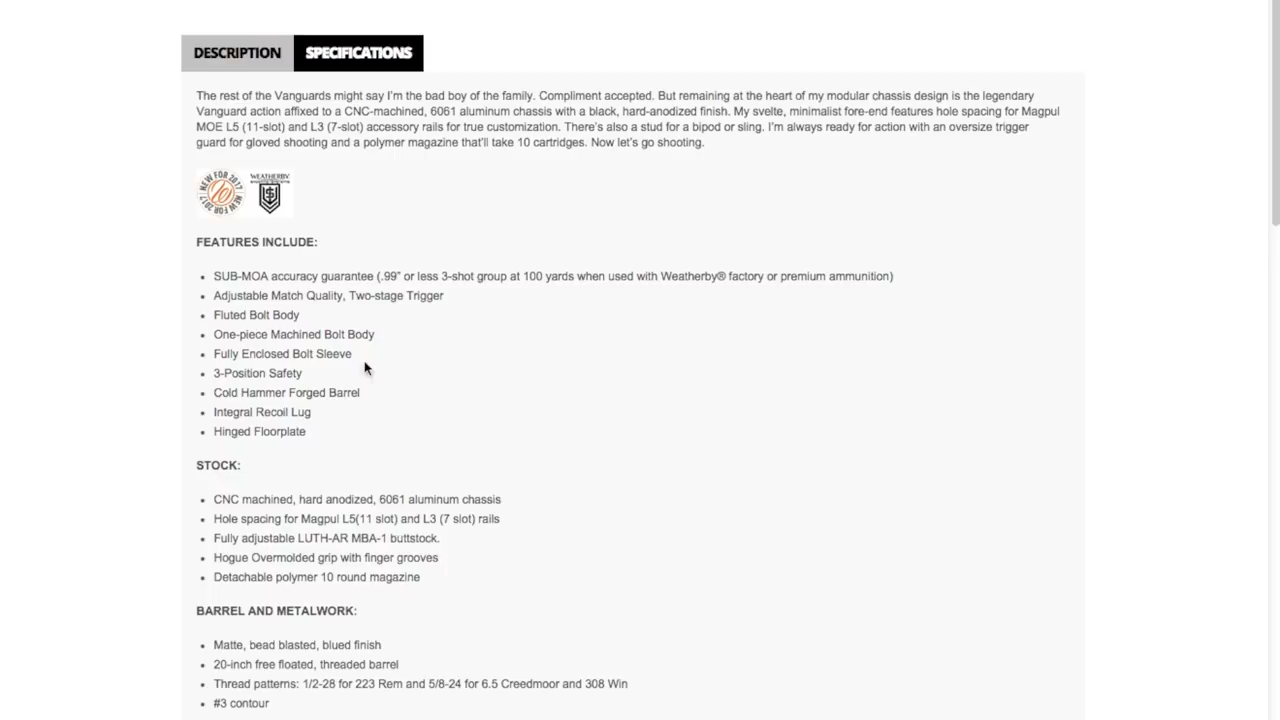 DESCRIPTION
SPECIFICATIONS
The rest of the Vanguards might say I'm the bad boy of the family. Compliment accepted. But remaining at the heart of my modular chassis design is the legendary
Vanguard action affixed to a CNC-machined, 6061 aluminum chassis with a black, hard-anodized finish. My svelte, minimalist fore-end features hole spacing for Magpul
MOE L5 (11-slot) and L3 (7-slot) accessory rails for true customization. There's also a stud for a bipod or sling. I'm always ready for action with an oversize trigger
guard for gloved shooting and a polymer magazine that'll take 10 cartridges. Now let's go shooting.
NEW FOR 2017 NEW FOR 2017
WEATHERBY
FEATURES INCLUDE:
• SUB-MOA accuracy guarantee (.99" or less 3-shot group at 100 yards when used with Weatherby® factory or premium ammunition)
• Adjustable Match Quality, Two-stage Trigger
• Fluted Bolt Body
• One-piece Machined Bolt Body
• Fully Enclosed Bolt Sleeve
• 3-Position Safety
• Cold Hammer Forged Barrel
• Integral Recoil Lug
• Hinged Floorplate
STOCK:
• CNC machined, hard anodized, 6061 aluminum chassis
• Hole spacing for Magpul L5(11 slot) and L3 (7 slot) rails
• Fully adjustable LUTH-AR MBA-1 buttstock.
• Hogue Overmolded grip with finger grooves
• Detachable polymer 10 round magazine
BARREL AND METALWORK:
• Matte, bead blasted, blued finish
• 20-inch free floated, threaded barrel
• Thread patterns: 1/2-28 for 223 Rem and 5/8-24 for 6.5 Creedmoor and 308 Win
• #3 contour